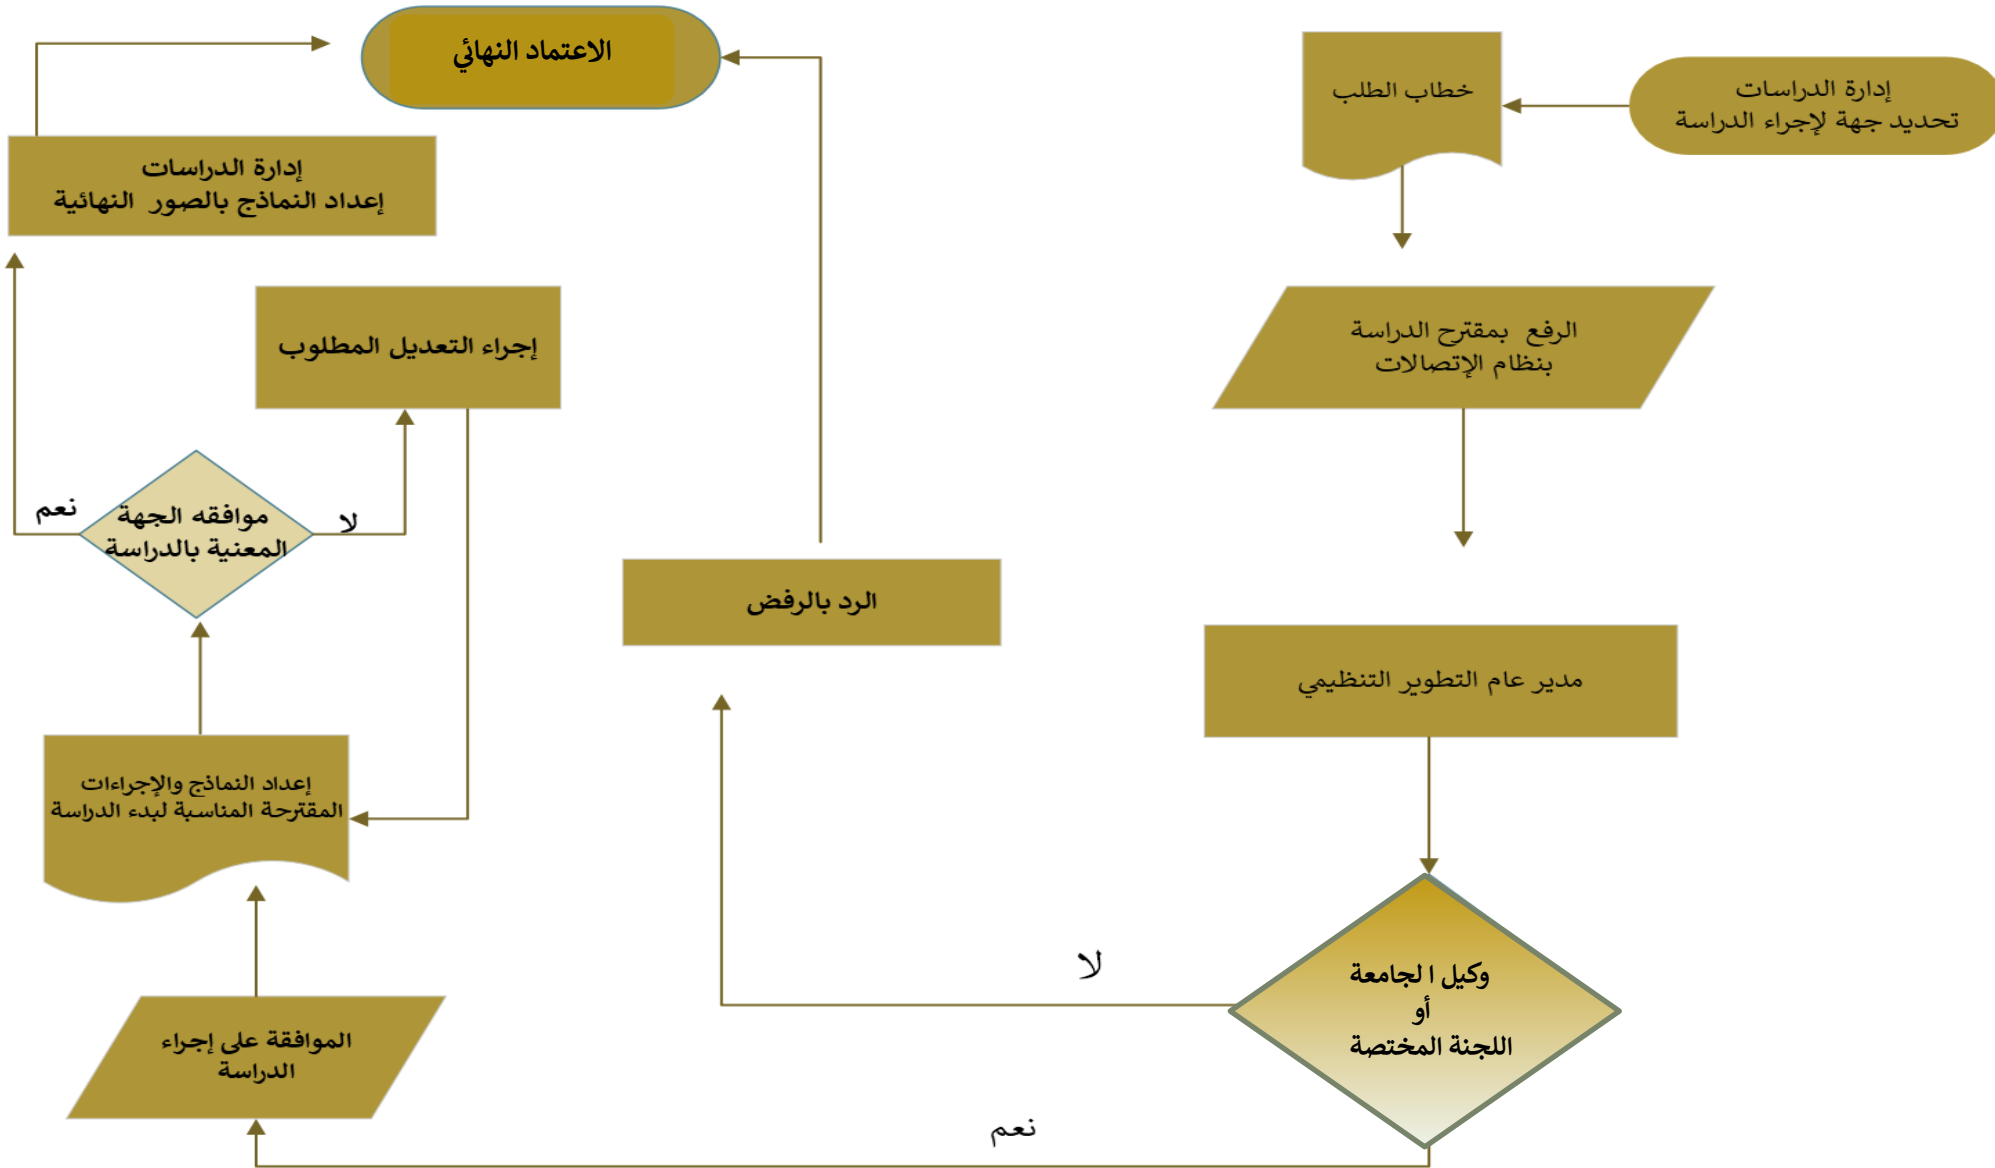 إدارة الدراسات
تحديد جهة لإجراء الدراسة
خطاب الطلب
الرفع بمقترح الدراسة
بنظام الإتصالات
مدير عام التطوير التنظيمي
وكيل الجامعة
أو
اللجنة المختصة
لا
نعم
الرد بالرفض
الموافقة على إجراء
الدراسة
إعداد النماذج والإجراءات
المقترحة المناسبة لبدء الدراسة
موافقه الجهة
المعنية بالدراسة
لا
نعم
إجراء التعديل المطلوب
إدارة الدراسات
إعداد النماذج بالصور النهائية
الاعتماد النهائي